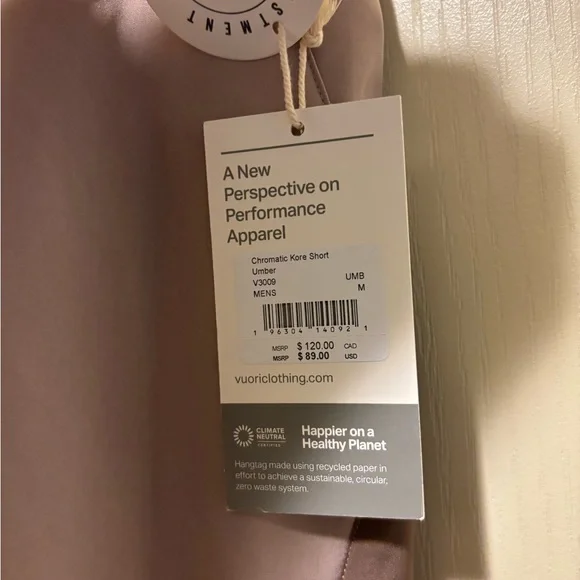 STMENT
A New
Perspective on
Performance
Apparel
Chromatic Kore Short
Umber UMB
V3009
MENS M
1 96304 14092 1
MSRP $ 120.00 CAD
MSRP $ 89.00 USD
vuoriclothing.com
CLIMATE
NEUTRAL
CERTIFIED
Happier on a
Healthy Planet
Hangtag made using recycled paper in
effort to achieve a sustainable, circular,
zero waste system.